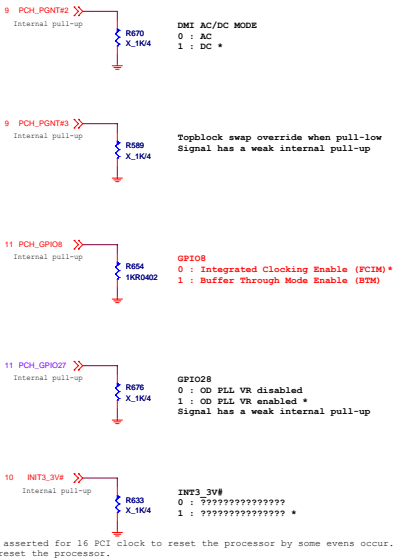 9 PCH_PGNT#2
Internal pull-up
R670
X_1K/4
DMI AC/DC MODE
0 : AC
1 : DC *
9 PCH_PGNT#3
Internal pull-up
R589
X_1K/4
Topblock swap override when pull-low
Signal has a weak internal pull-up
11 PCH_GPIO8
Internal pull-up
R654
1KR0402
GPIO8
0 : Integrated Clocking Enable (FCIM)*
1 : Buffer Through Mode Enable (BTM)
11 PCH_GPIO27
Internal pull-up
R676
X_1K/4
GPIO28
0 : OD PLL VR disabled
1 : OD PLL VR enabled *
Signal has a weak internal pull-up
10 INIT3_3V#
Internal pull-up
R633
X_1K/4
INT3_3V#
0 : ???????????????
1 : ??????????????? *
asserted for 16 PCI clock to reset the processor by some evens occur.
reset the processor.